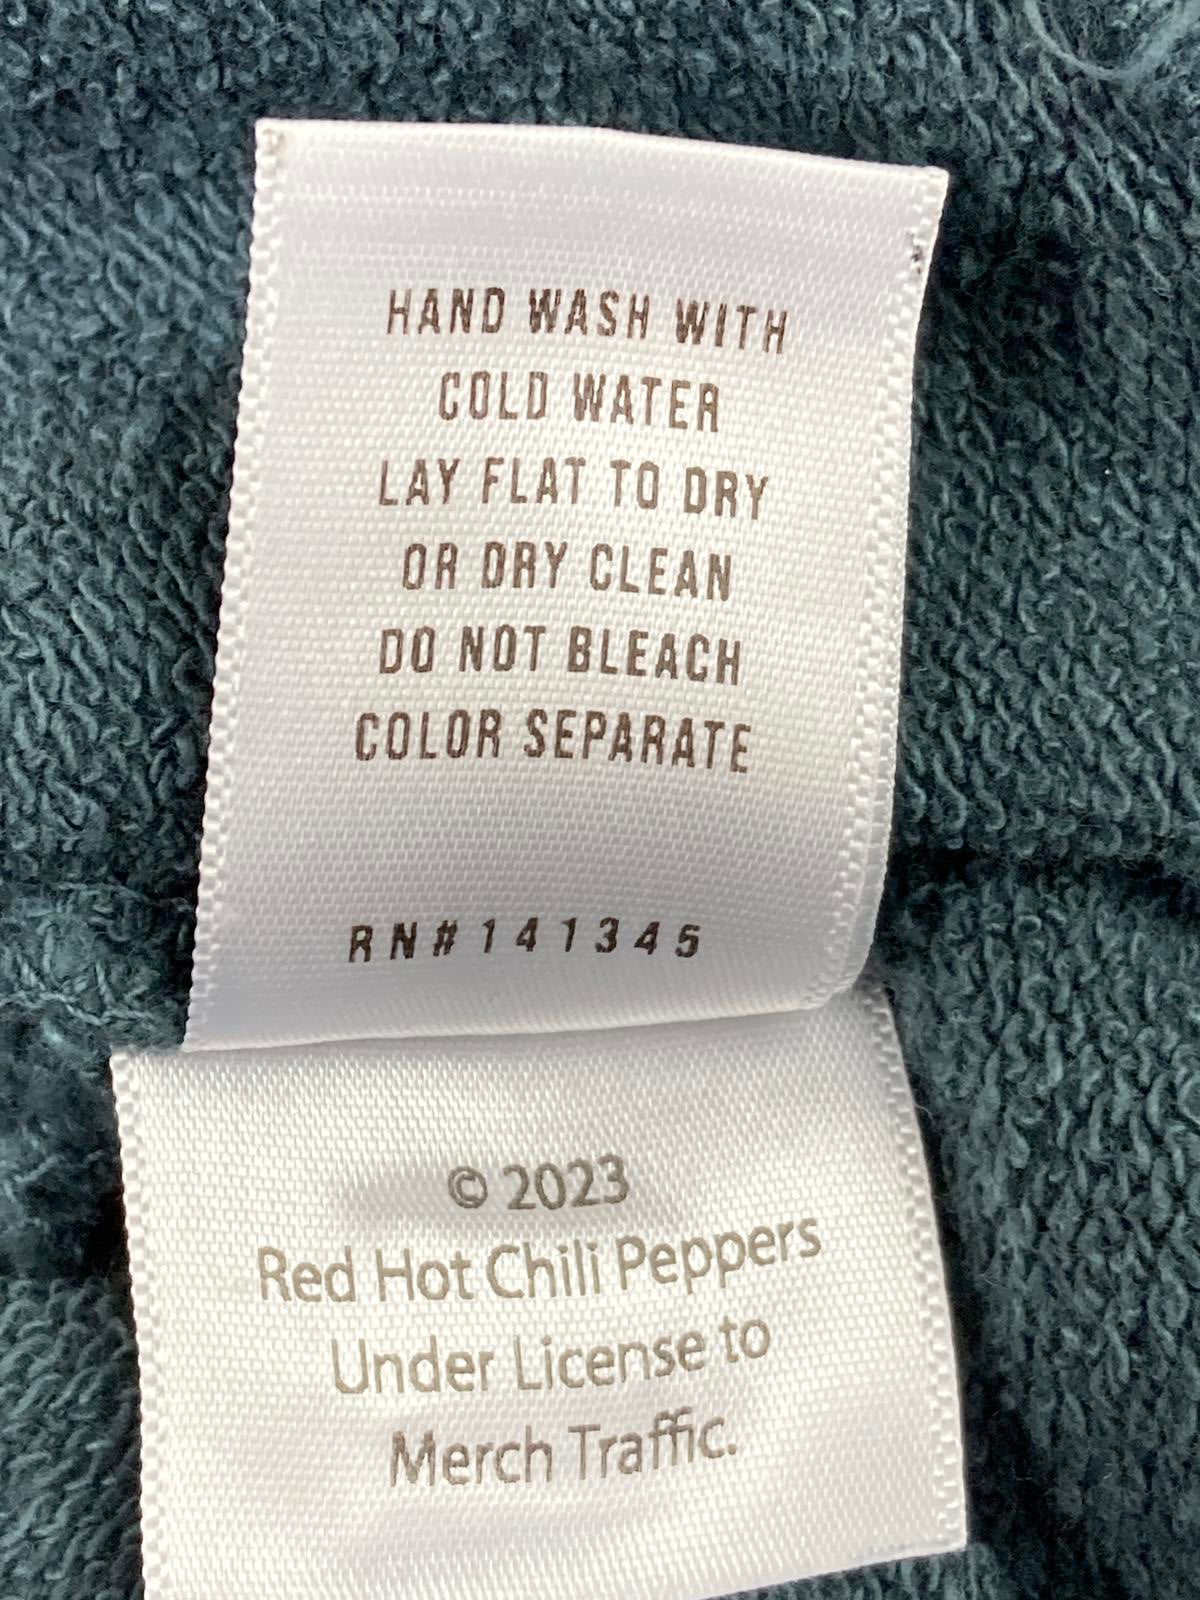 HAND WASH WITH
COLD WATER
LAY FLAT TO DRY
OR DRY CLEAN
DO NOT BLEACH
COLOR SEPARATE
RN#141345
© 2023
Red Hot Chili Peppers
Under License to
Merch Traffic.